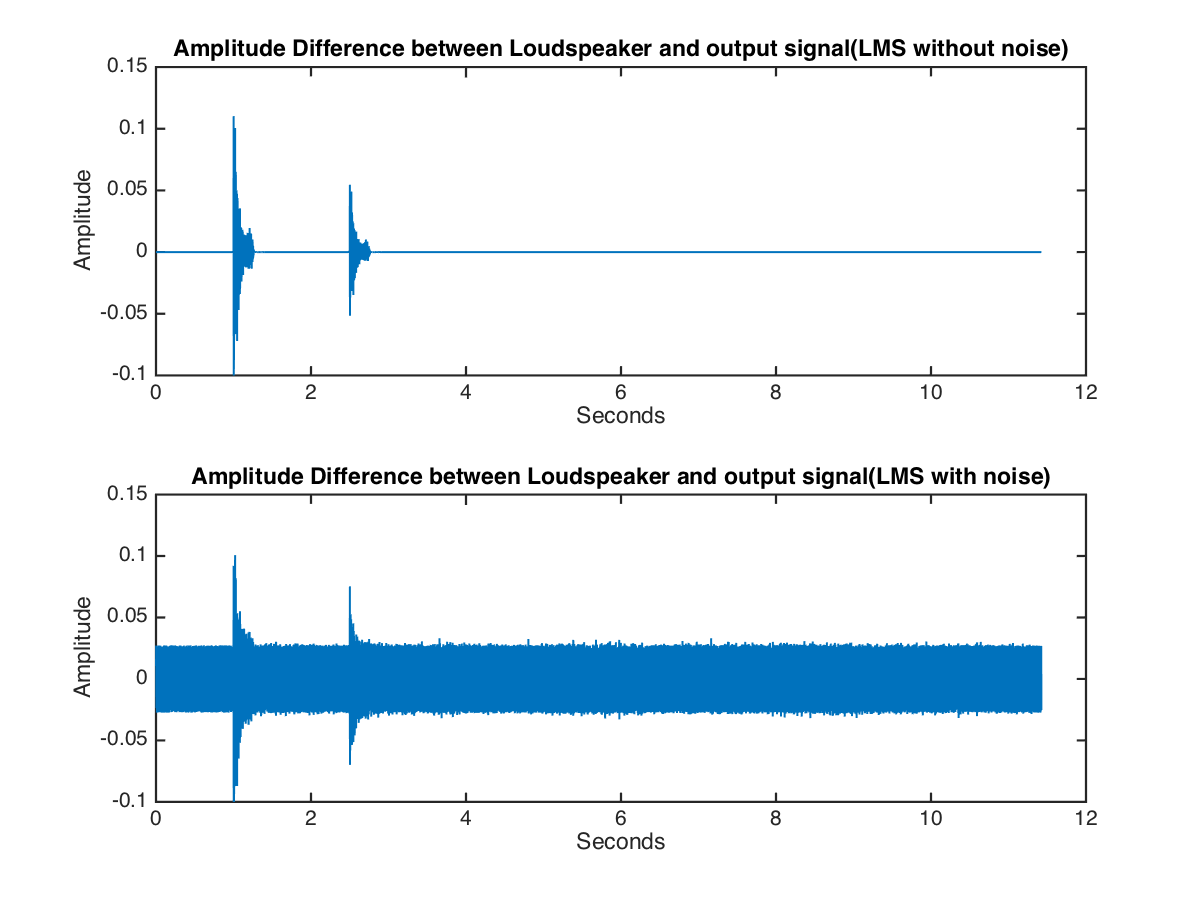 Amplitude Difference between Loudspeaker and output signal(LMS without noise)
0.15
0.1
0.05
0
-0.05
-0.1
Amplitude
0 2 4 6 8 10 12
Seconds
Amplitude Difference between Loudspeaker and output signal(LMS with noise)
0.15
0.1
0.05
0
-0.05
-0.1
Amplitude
0 2 4 6 8 10 12
Seconds